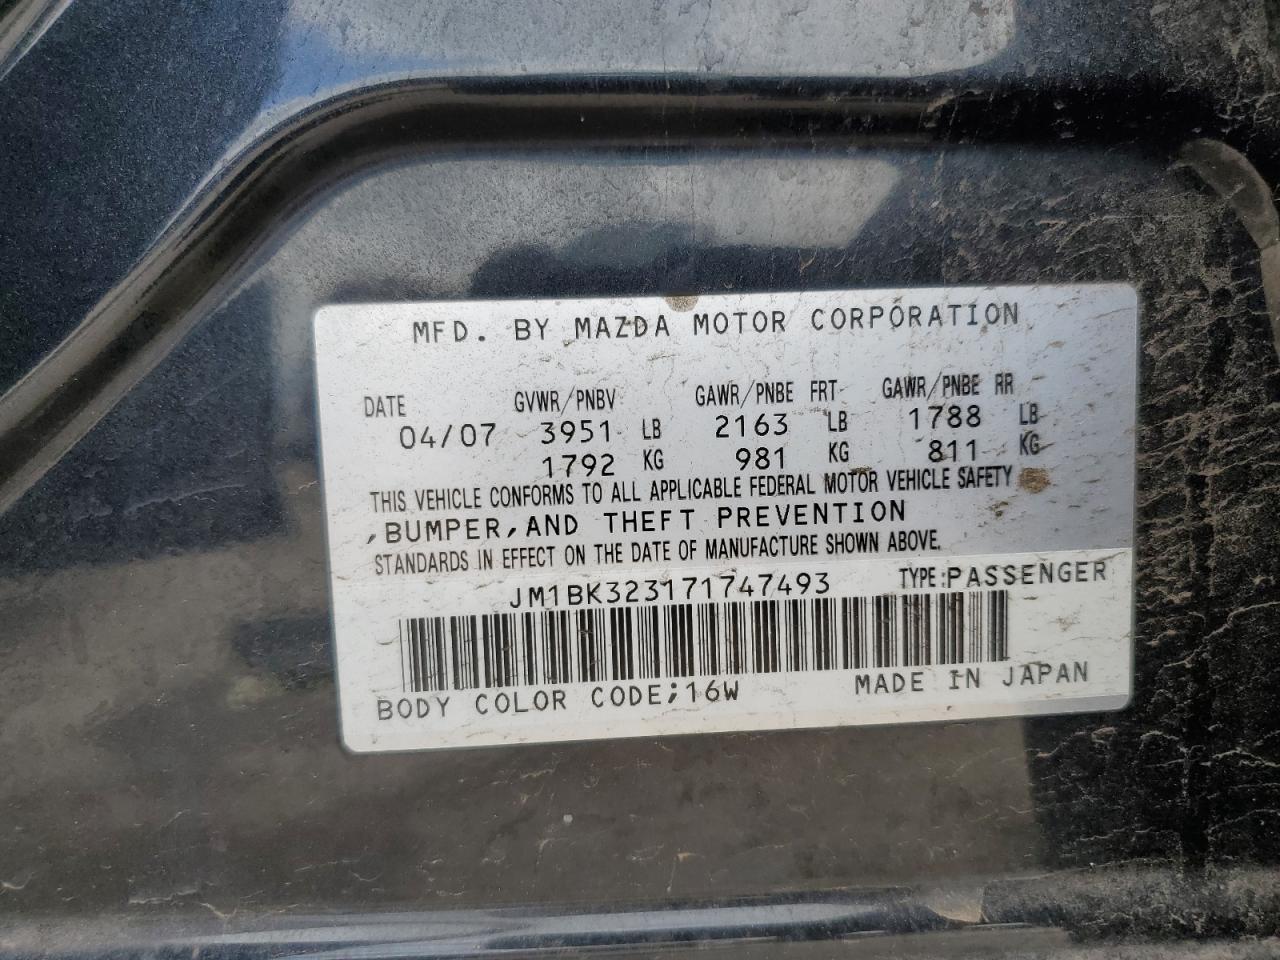 MFD. BY MAZDA MOTOR CORPORATION
DATE GVWR/PNBV GAWR/PNBE FRT GAWR/PNBE RR
04/07 3951 LB 2163 LB 1788 LB
1792 KG 981 KG 811 KG
THIS VEHICLE CONFORMS TO ALL APPLICABLE FEDERAL MOTOR VEHICLE SAFETY
,BUMPER,AND THEFT PREVENTION
STANDARDS IN EFFECT ON THE DATE OF MANUFACTURE SHOWN ABOVE.
JM1BK323171747493 TYPE:PASSENGER
BODY COLOR CODE;16W MADE IN JAPAN